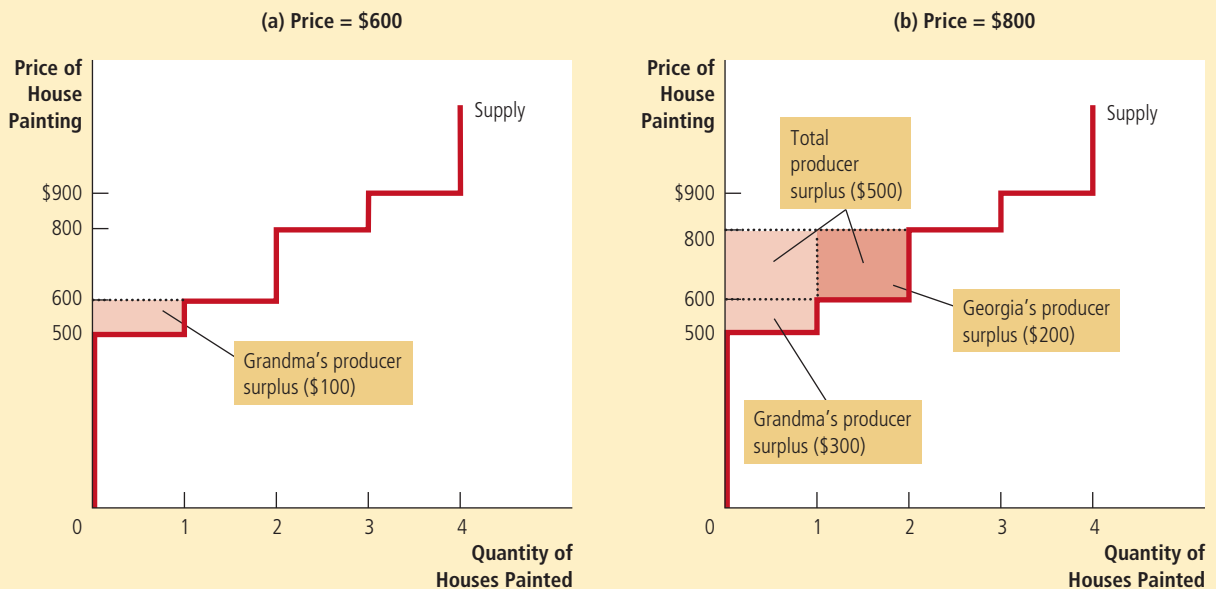 (a) Price = $600
Price of
House
Painting
Supply
$900
800
600
500
Grandma's producer
surplus ($100)
0
1
2
3
4
Quantity of
Houses Painted
(b) Price = $800
Price of
House
Painting
Supply
Total
producer
surplus ($500)
$900
800
600
500
Georgia's producer
surplus ($200)
Grandma's producer
surplus ($300)
0
1
2
3
4
Quantity of
Houses Painted